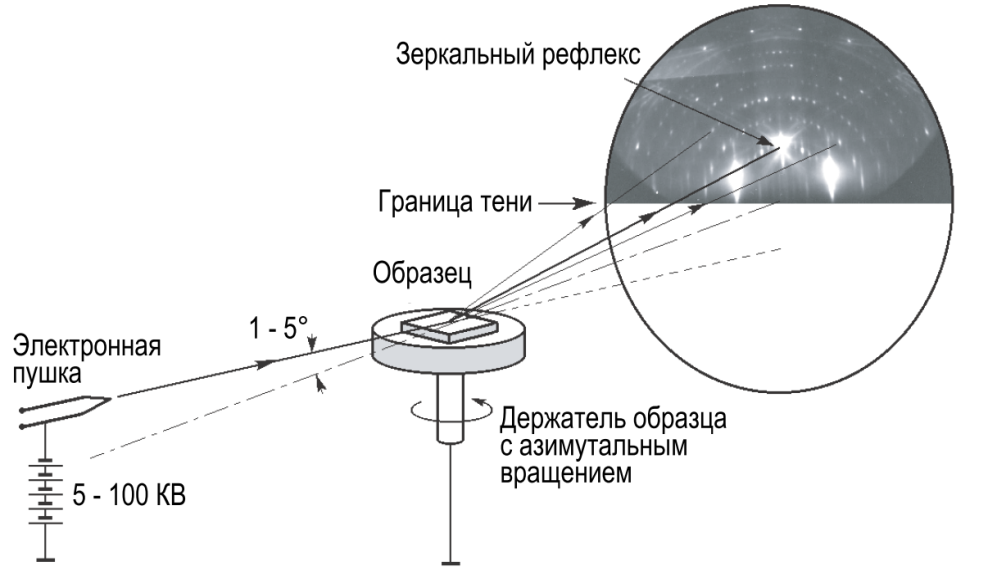 Зеркальный рефлекс
Граница тени
Образец
1 - 5°
Электронная
пушка
Держатель образца
с азимутальным
вращением
5 - 100 КВ